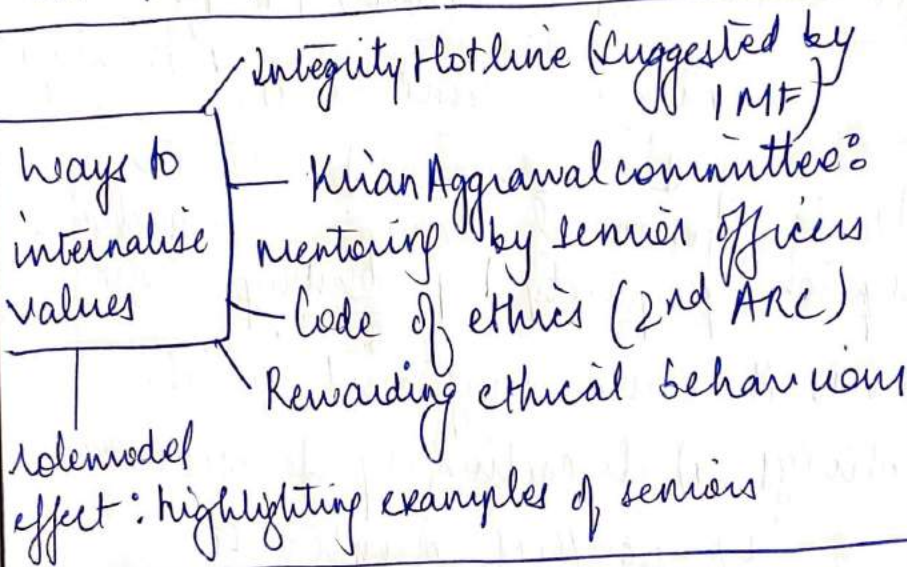 Integrity Hotline (suggested by
IMF)
Ways to
internalise
values
Kiran Aggrawal committee:
mentoring by senior officers
Code of ethics (2nd ARC)
Rewarding ethical behaviour
rolemodel
effect: highlighting examples of seniors